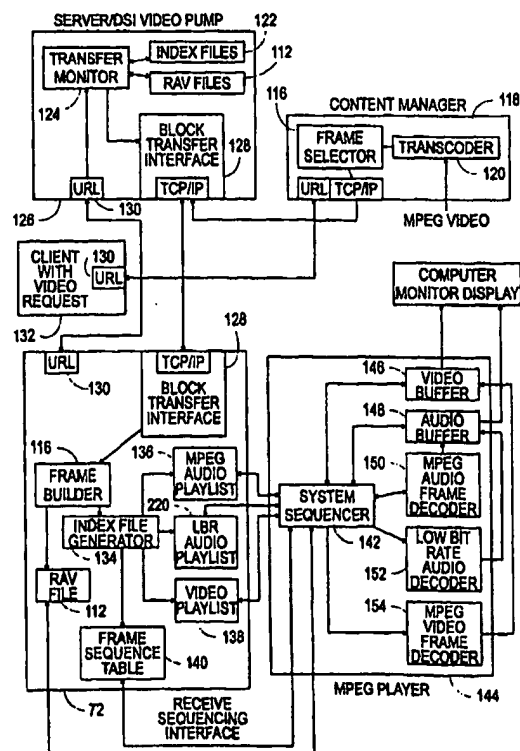 SERVER/DSI VIDEO PUMP
TRANSFER
MONITOR
124
INDEX FILES
122
RAV FILES
112
BLOCK
TRANSFER
INTERFACE
128
URL
TCP/IP
126
130
CONTENT MANAGER
118
116
FRAME
SELECTOR
TRANSCODER
120
URL
TCP/IP
MPEG VIDEO
CLIENT
WITH
VIDEO
REQUEST
130
URL
132
COMPUTER
MONITOR DISPLAY
URL
130
TCP/IP
BLOCK
TRANSFER
INTERFACE
128
116
FRAME
BUILDER
136
MPEG
AUDIO
PLAYLIST
INDEX FILE
GENERATOR
134
220
LBR
AUDIO
PLAYLIST
RAV
FILE
112
VIDEO
PLAYLIST
138
FRAME
SEQUENCE
TABLE
140
72
RECEIVE
SEQUENCING
INTERFACE
SYSTEM
SEQUENCER
142
146
VIDEO
BUFFER
148
AUDIO
BUFFER
150
MPEG
AUDIO
FRAME
DECODER
LOW BIT
RATE
AUDIO
DECODER
152
154
MPEG
VIDEO
FRAME
DECODER
MPEG PLAYER
144